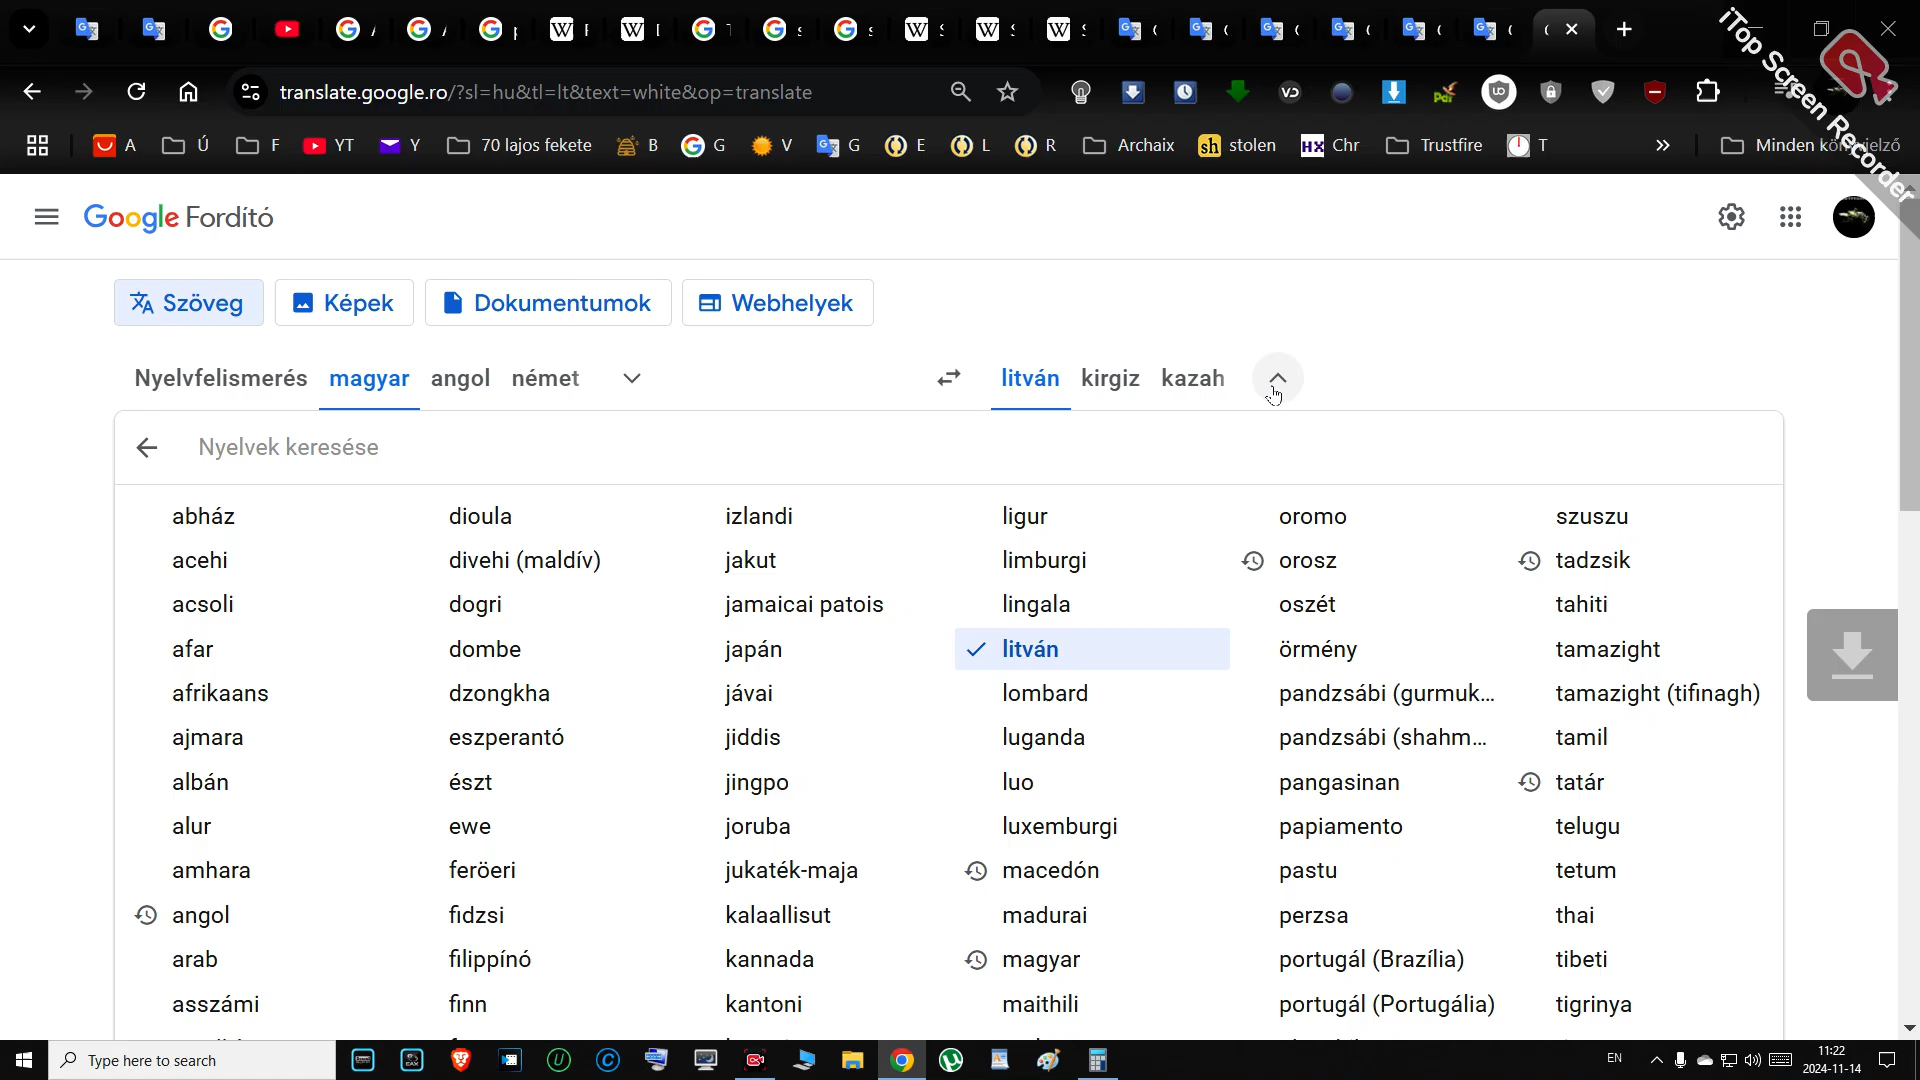 translate.google.ro/?sl=hu&tl=lt&text=white&op=translate
iTop Screen Recorder
A
Ú
F
YT
Y
70 lajos fekete
B
G
V
G
E
L
R
Archaix
stolen
Chr
Trustfire
T
Google Fordító
Szöveg
Képek
Dokumentumok
Webhelyek
Nyelvfelismerés magyar angol német
litván kirgiz kazah
Nyelvek keresése
abház dioula izlandi ligur oromo szuszu
acehi divehi (maldív) jakut limburgi orosz tadzsik
acsoli dogri jamaicai patois lingala oszét tahiti
afar dombe japán litván örmény tamazight
afrikaans dzongkha jávai lombard pandzsábi (gurmuk... tamazight (tifinagh)
ajmara eszperantó jiddis luganda pandzsábi (shahm... tamil
albán észt jingpo luo pangasinan tatár
alur ewe joruba luxemburgi papiamento telugu
amhara feröeri jukaték-maja macedón pastu tetum
angol fidzsi kalaallisut madurai perzsa thai
arab filippínó kannada magyar portugál (Brazília) tibeti
asszámi finn kantoni maithili portugál (Portugália) tigrinya
Type here to search
EN
11:22
2024-11-14